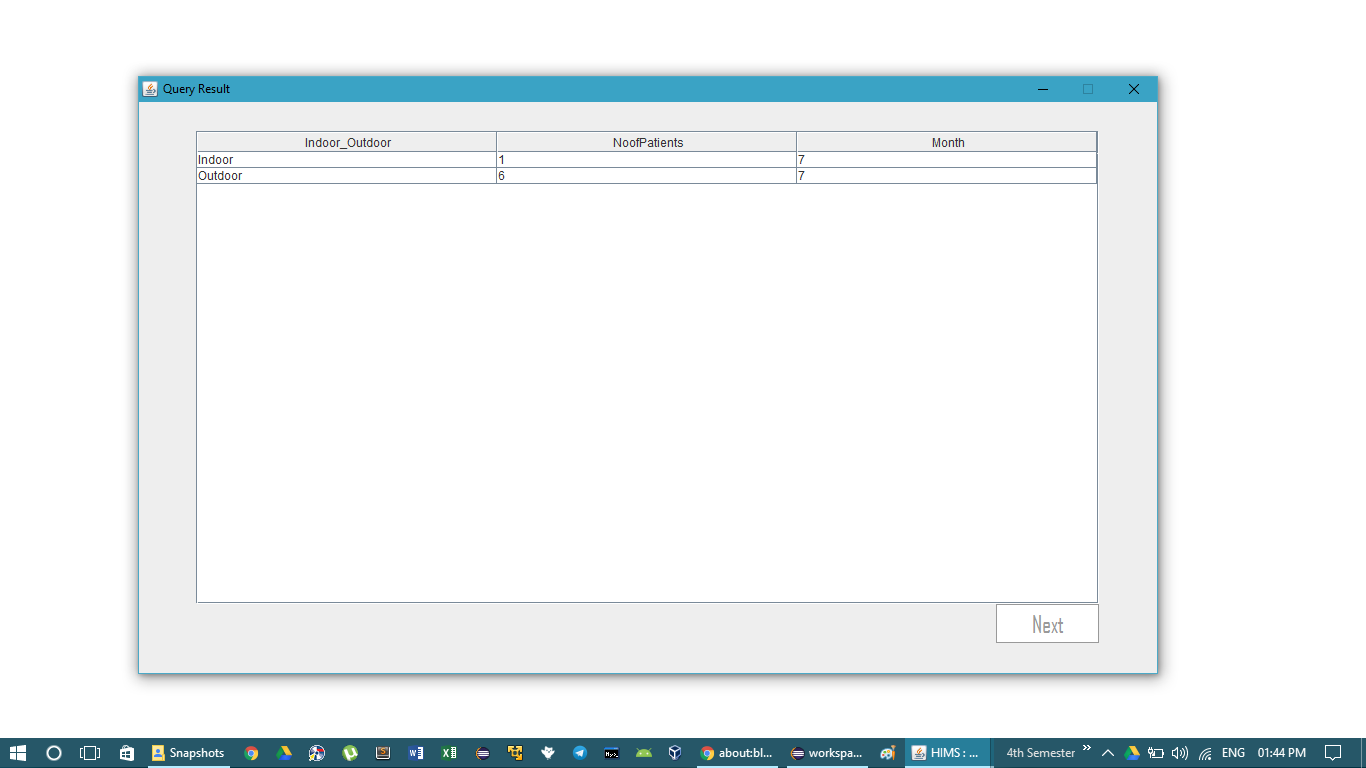 Query Result
Indoor_Outdoor NoofPatients Month
Indoor 1 7
Outdoor 6 7
Next
Snapshots about:bl... workspa... HIMS : ... 4th Semester » ENG 01:44 PM